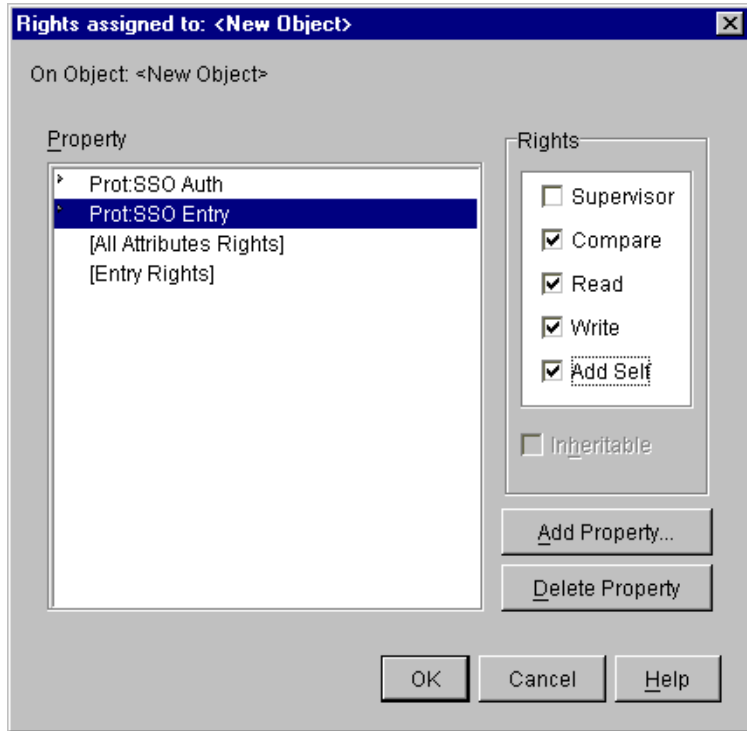 Rights assigned to: <New Object>
On Object: <New Object>
Property
Prot:SSO Auth
Prot:SSO Entry
[All Attributes Rights]
[Entry Rights]
Rights
Supervisor
Compare
Read
Write
Add Self
Inheritable
Add Property...
Delete Property
OK
Cancel
Help